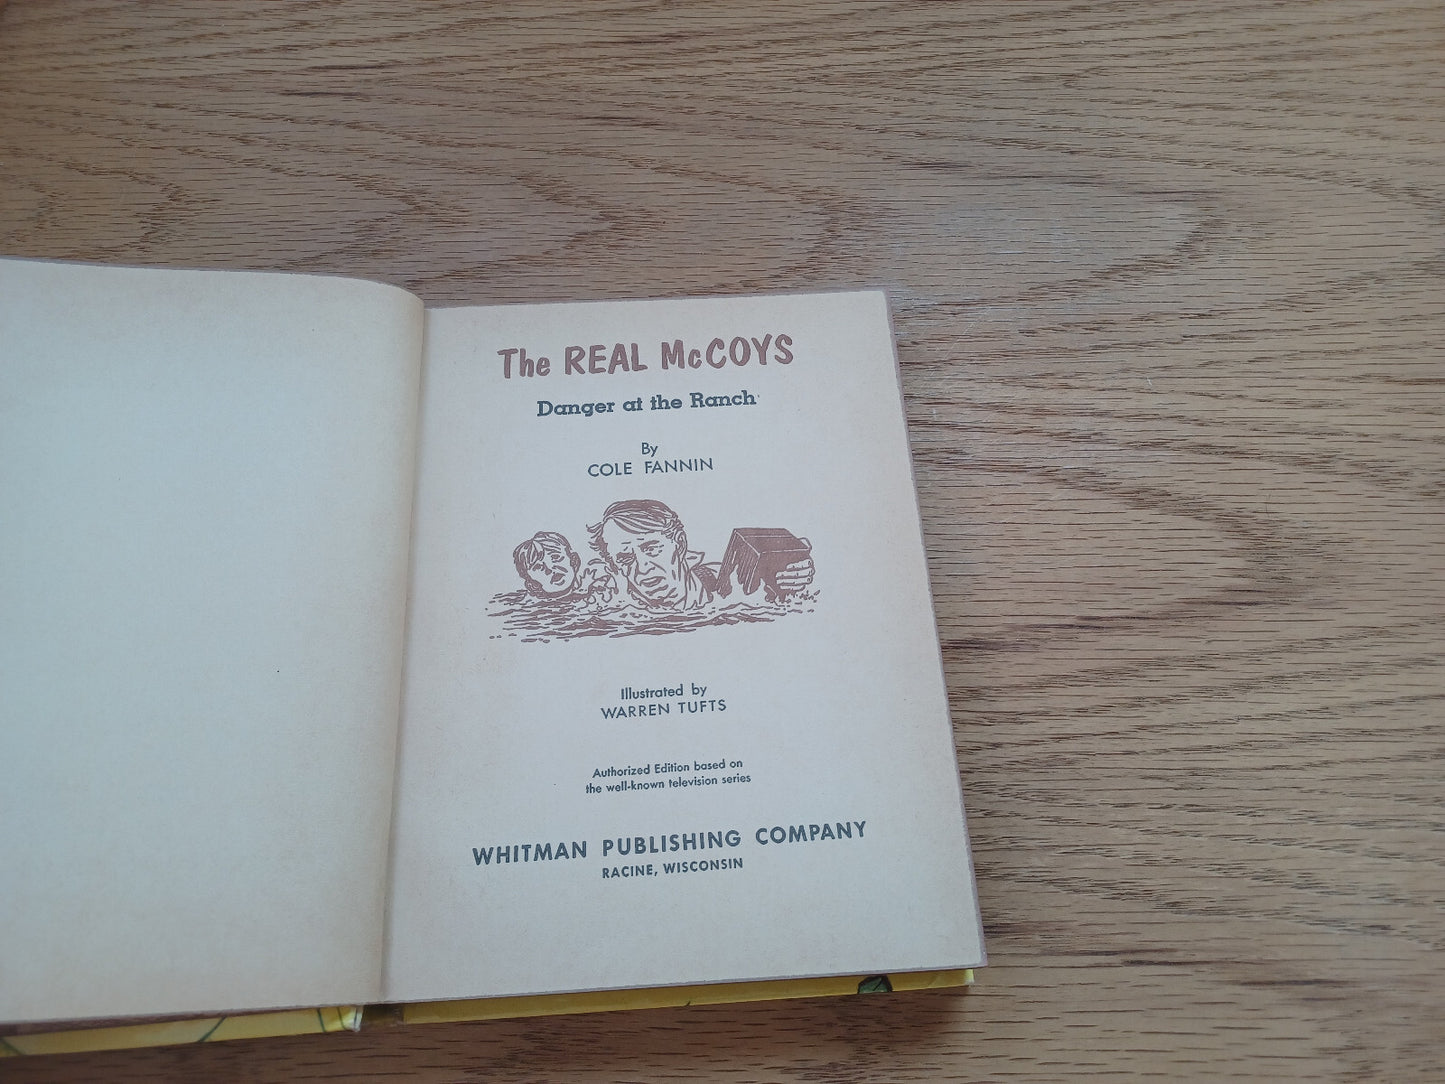 The REAL McCOYS
Danger at the Ranch
By
COLE FANNIN
Illustrated by
WARREN TUFTS
Authorized Edition based on
the well-known television series
WHITMAN PUBLISHING COMPANY
RACINE, WISCONSIN